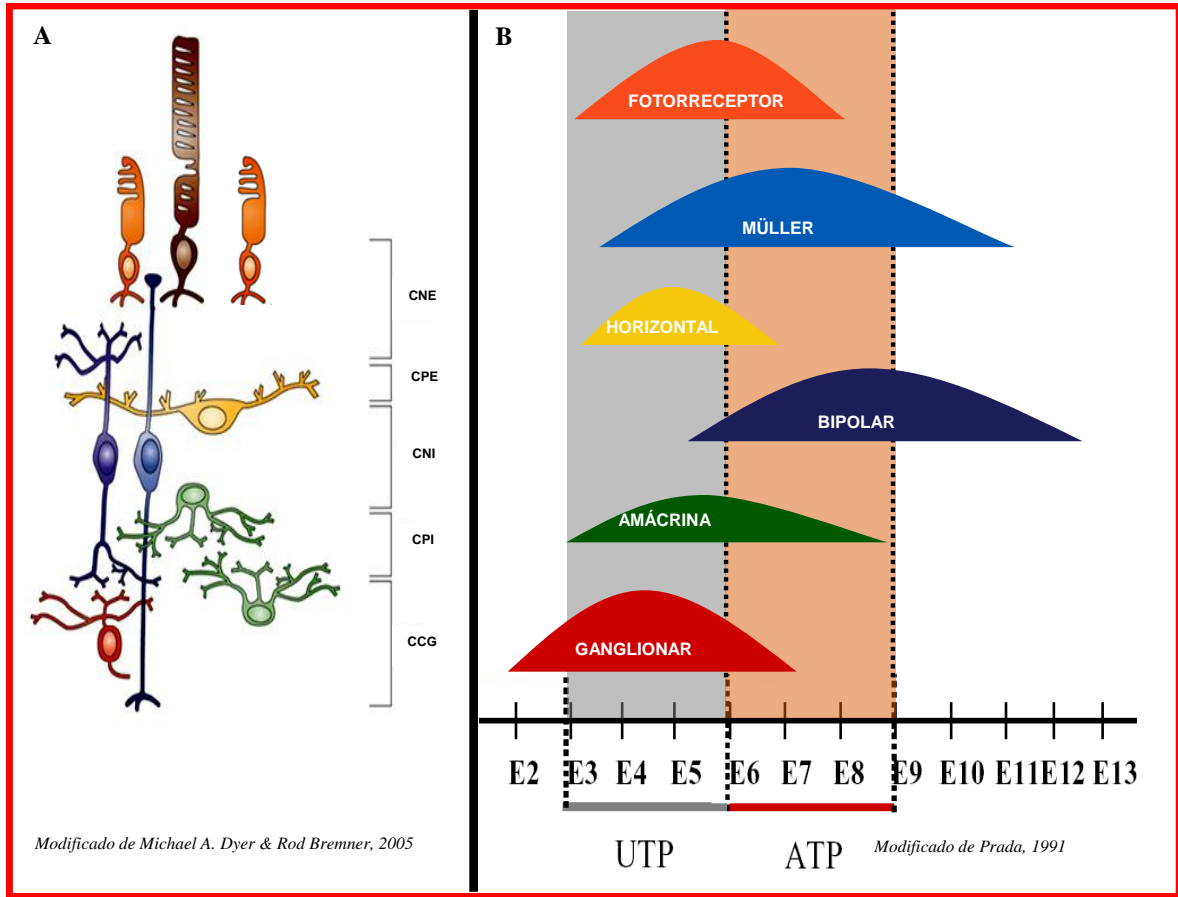 A
CNE
CPE
CNI
CPI
CCG
Modificado de Michael A. Dyer & Rod Bremner, 2005
B
FOTORRECEPTOR
MÜLLER
HORIZONTAL
BIPOLAR
AMÁCRINA
GANGLIONAR
E2 E3 E4 E5 E6 E7 E8 E9 E10 E11 E12 E13
UTP ATP
Modificado de Prada, 1991